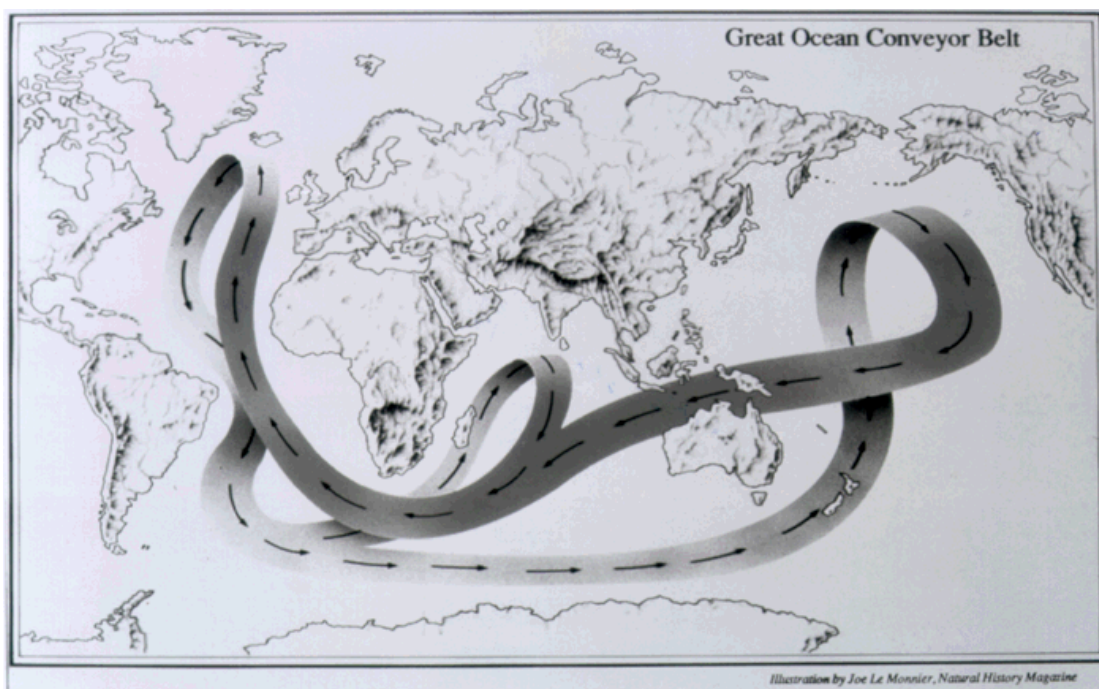 Great Ocean Conveyor Belt
Illustration by Joe Le Monnier, Natural History Magazine